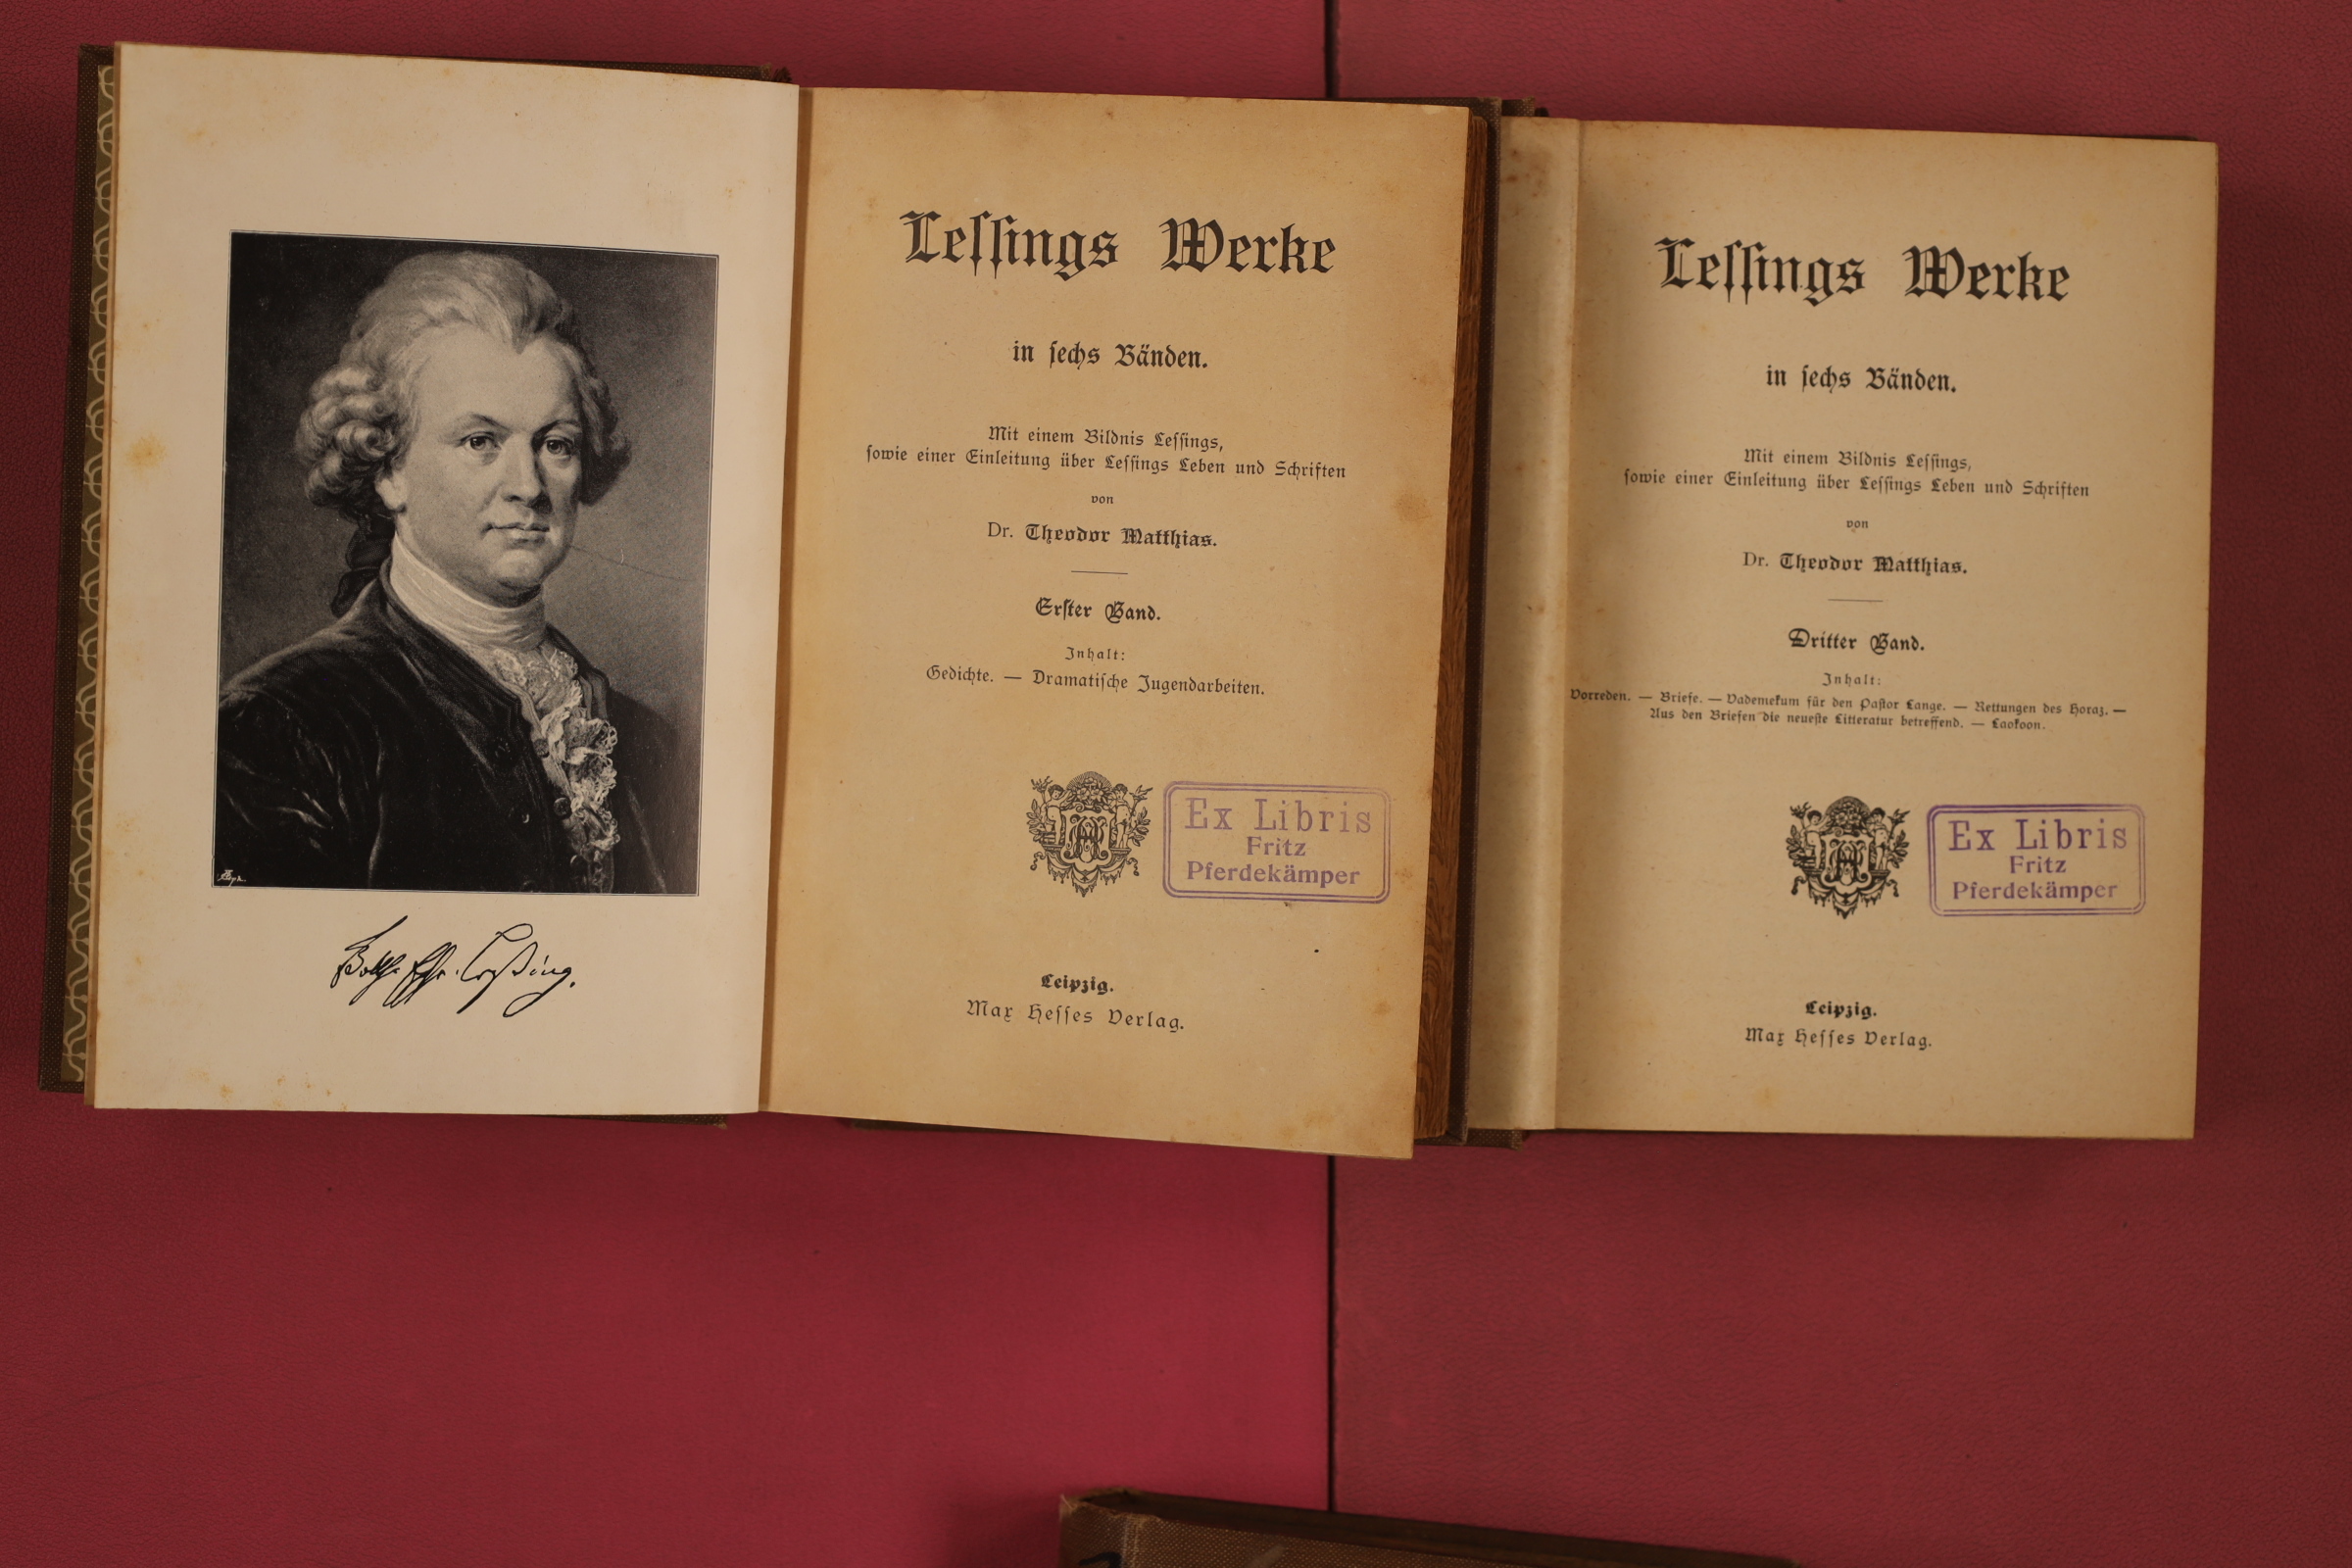 Gotth. Ephr. Leßing.
Leſſings Werke
in ſechs Bänden.
Mit einem Bildnis Leſſings,
ſowie einer Einleitung über Leſſings Leben und Schriften
von
Dr. Theodor Matthias.
Erſter Band.
Inhalt:
Gedichte. — Dramatiſche Jugendarbeiten.
Ex Libris
Fritz
Pferdekämper
Leipzig.
Max Heſſes Verlag.
Leſſings Werke
in ſechs Bänden.
Mit einem Bildnis Leſſings,
ſowie einer Einleitung über Leſſings Leben und Schriften
von
Dr. Theodor Matthias.
Dritter Band.
Inhalt:
Vorreden. — Briefe. — Vademekum für den Paſtor Lange. — Rettungen des Horaz. —
Aus den Briefen die neueſte Litteratur betreffend. — Laokoon.
Ex Libris
Fritz
Pferdekämper
Leipzig.
Max Heſſes Verlag.